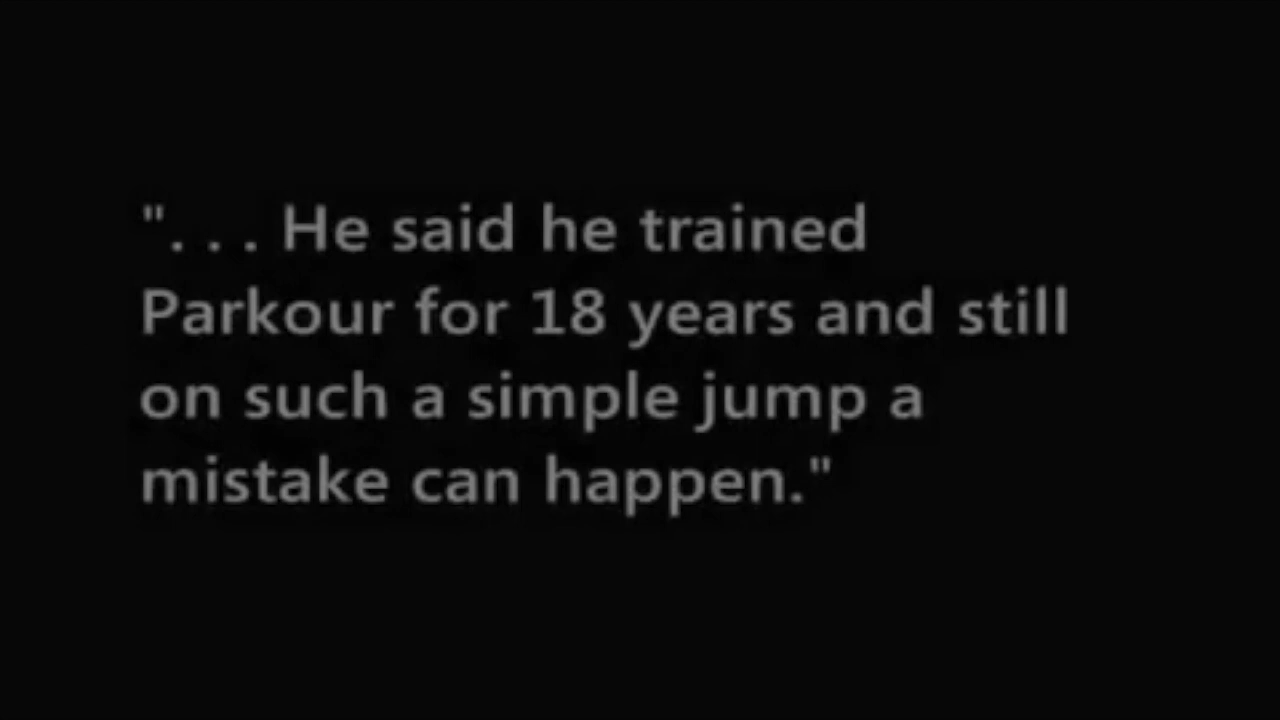 ". . . He said he trained
Parkour for 18 years and still
on such a simple jump a
mistake can happen."